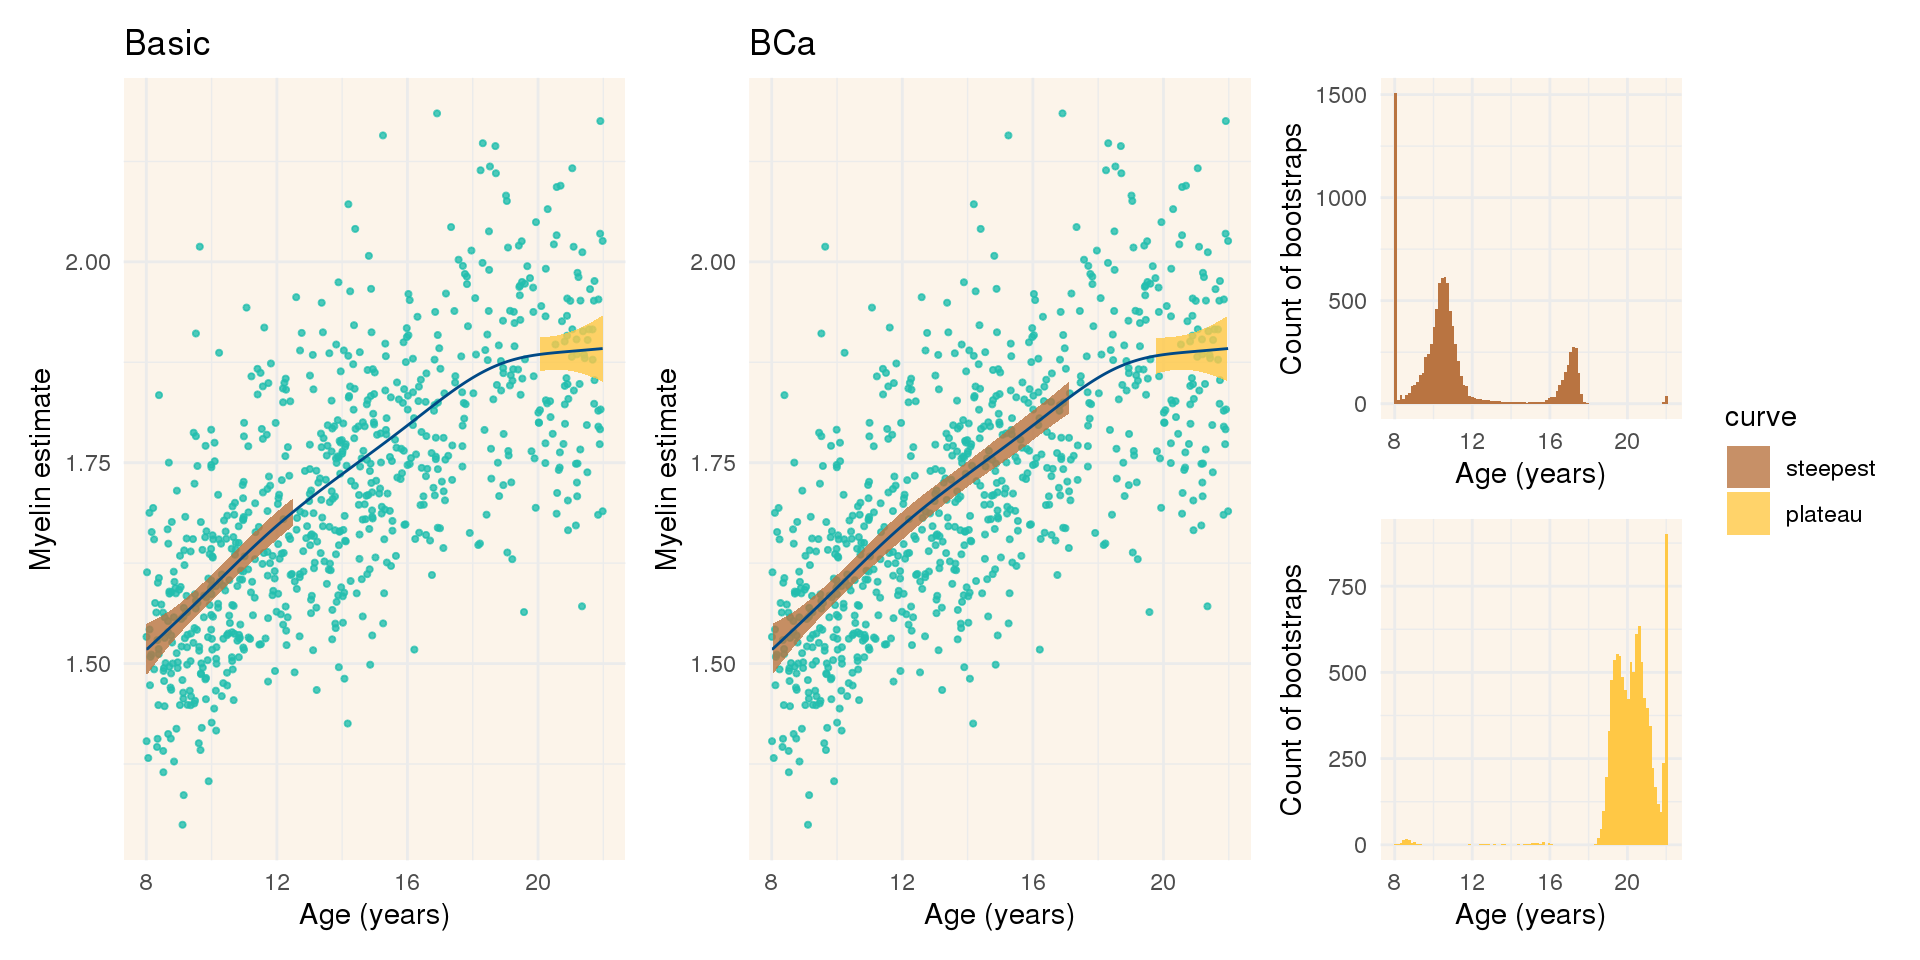 Basic
Myelin estimate
2.00
1.75
1.50
8 12 16 20
Age (years)
BCa
Myelin estimate
2.00
1.75
1.50
8 12 16 20
Age (years)
Count of bootstraps
1500
1000
500
0
8 12 16 20
Age (years)
Count of bootstraps
750
500
250
0
8 12 16 20
Age (years)
curve
steepest
plateau